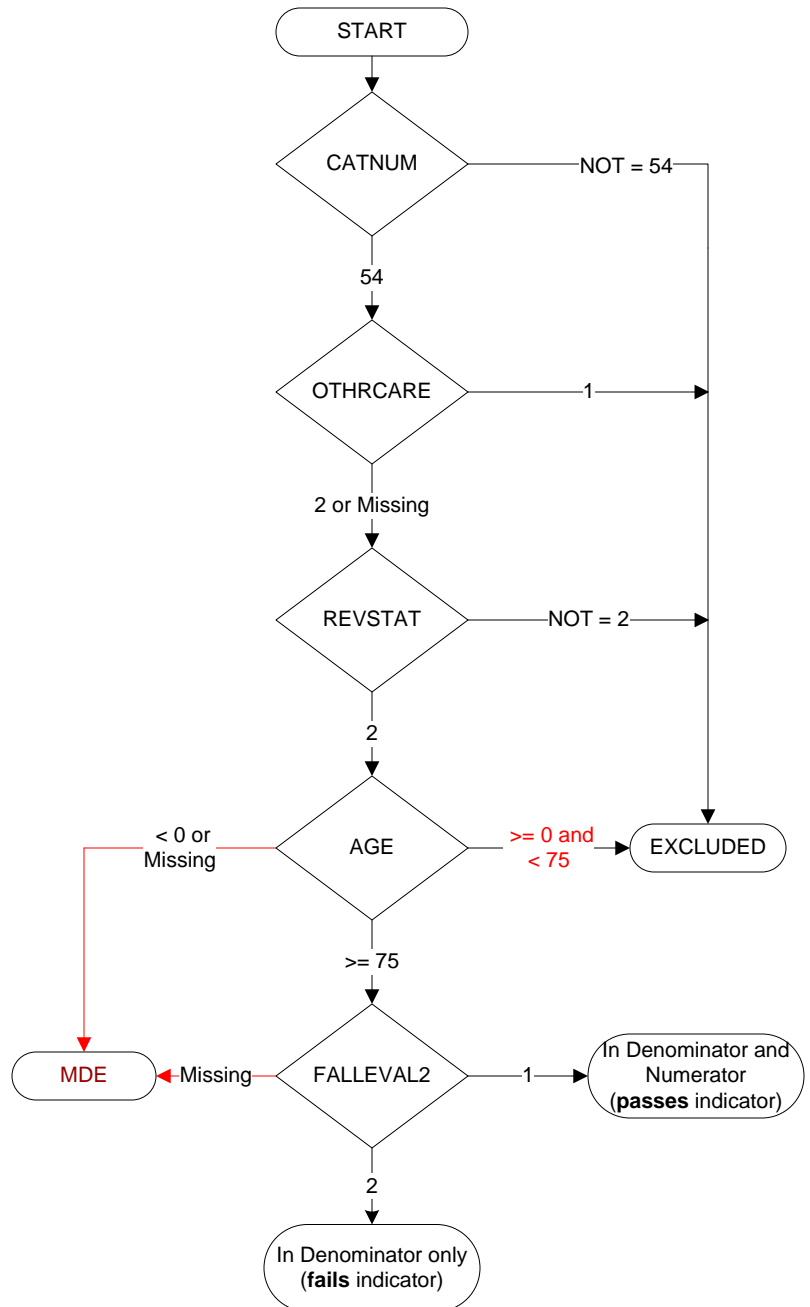 START
CATNUM
NOT = 54
54
OTHRCARE
1
2 or Missing
REVSTAT
NOT = 2
2
< 0 or
Missing
AGE
>= 0 and
< 75
EXCLUDED
>= 75
MDE
Missing
FALLEVAL2
1
In Denominator and
Numerator
(passes indicator)
2
In Denominator only
(fails indicator)